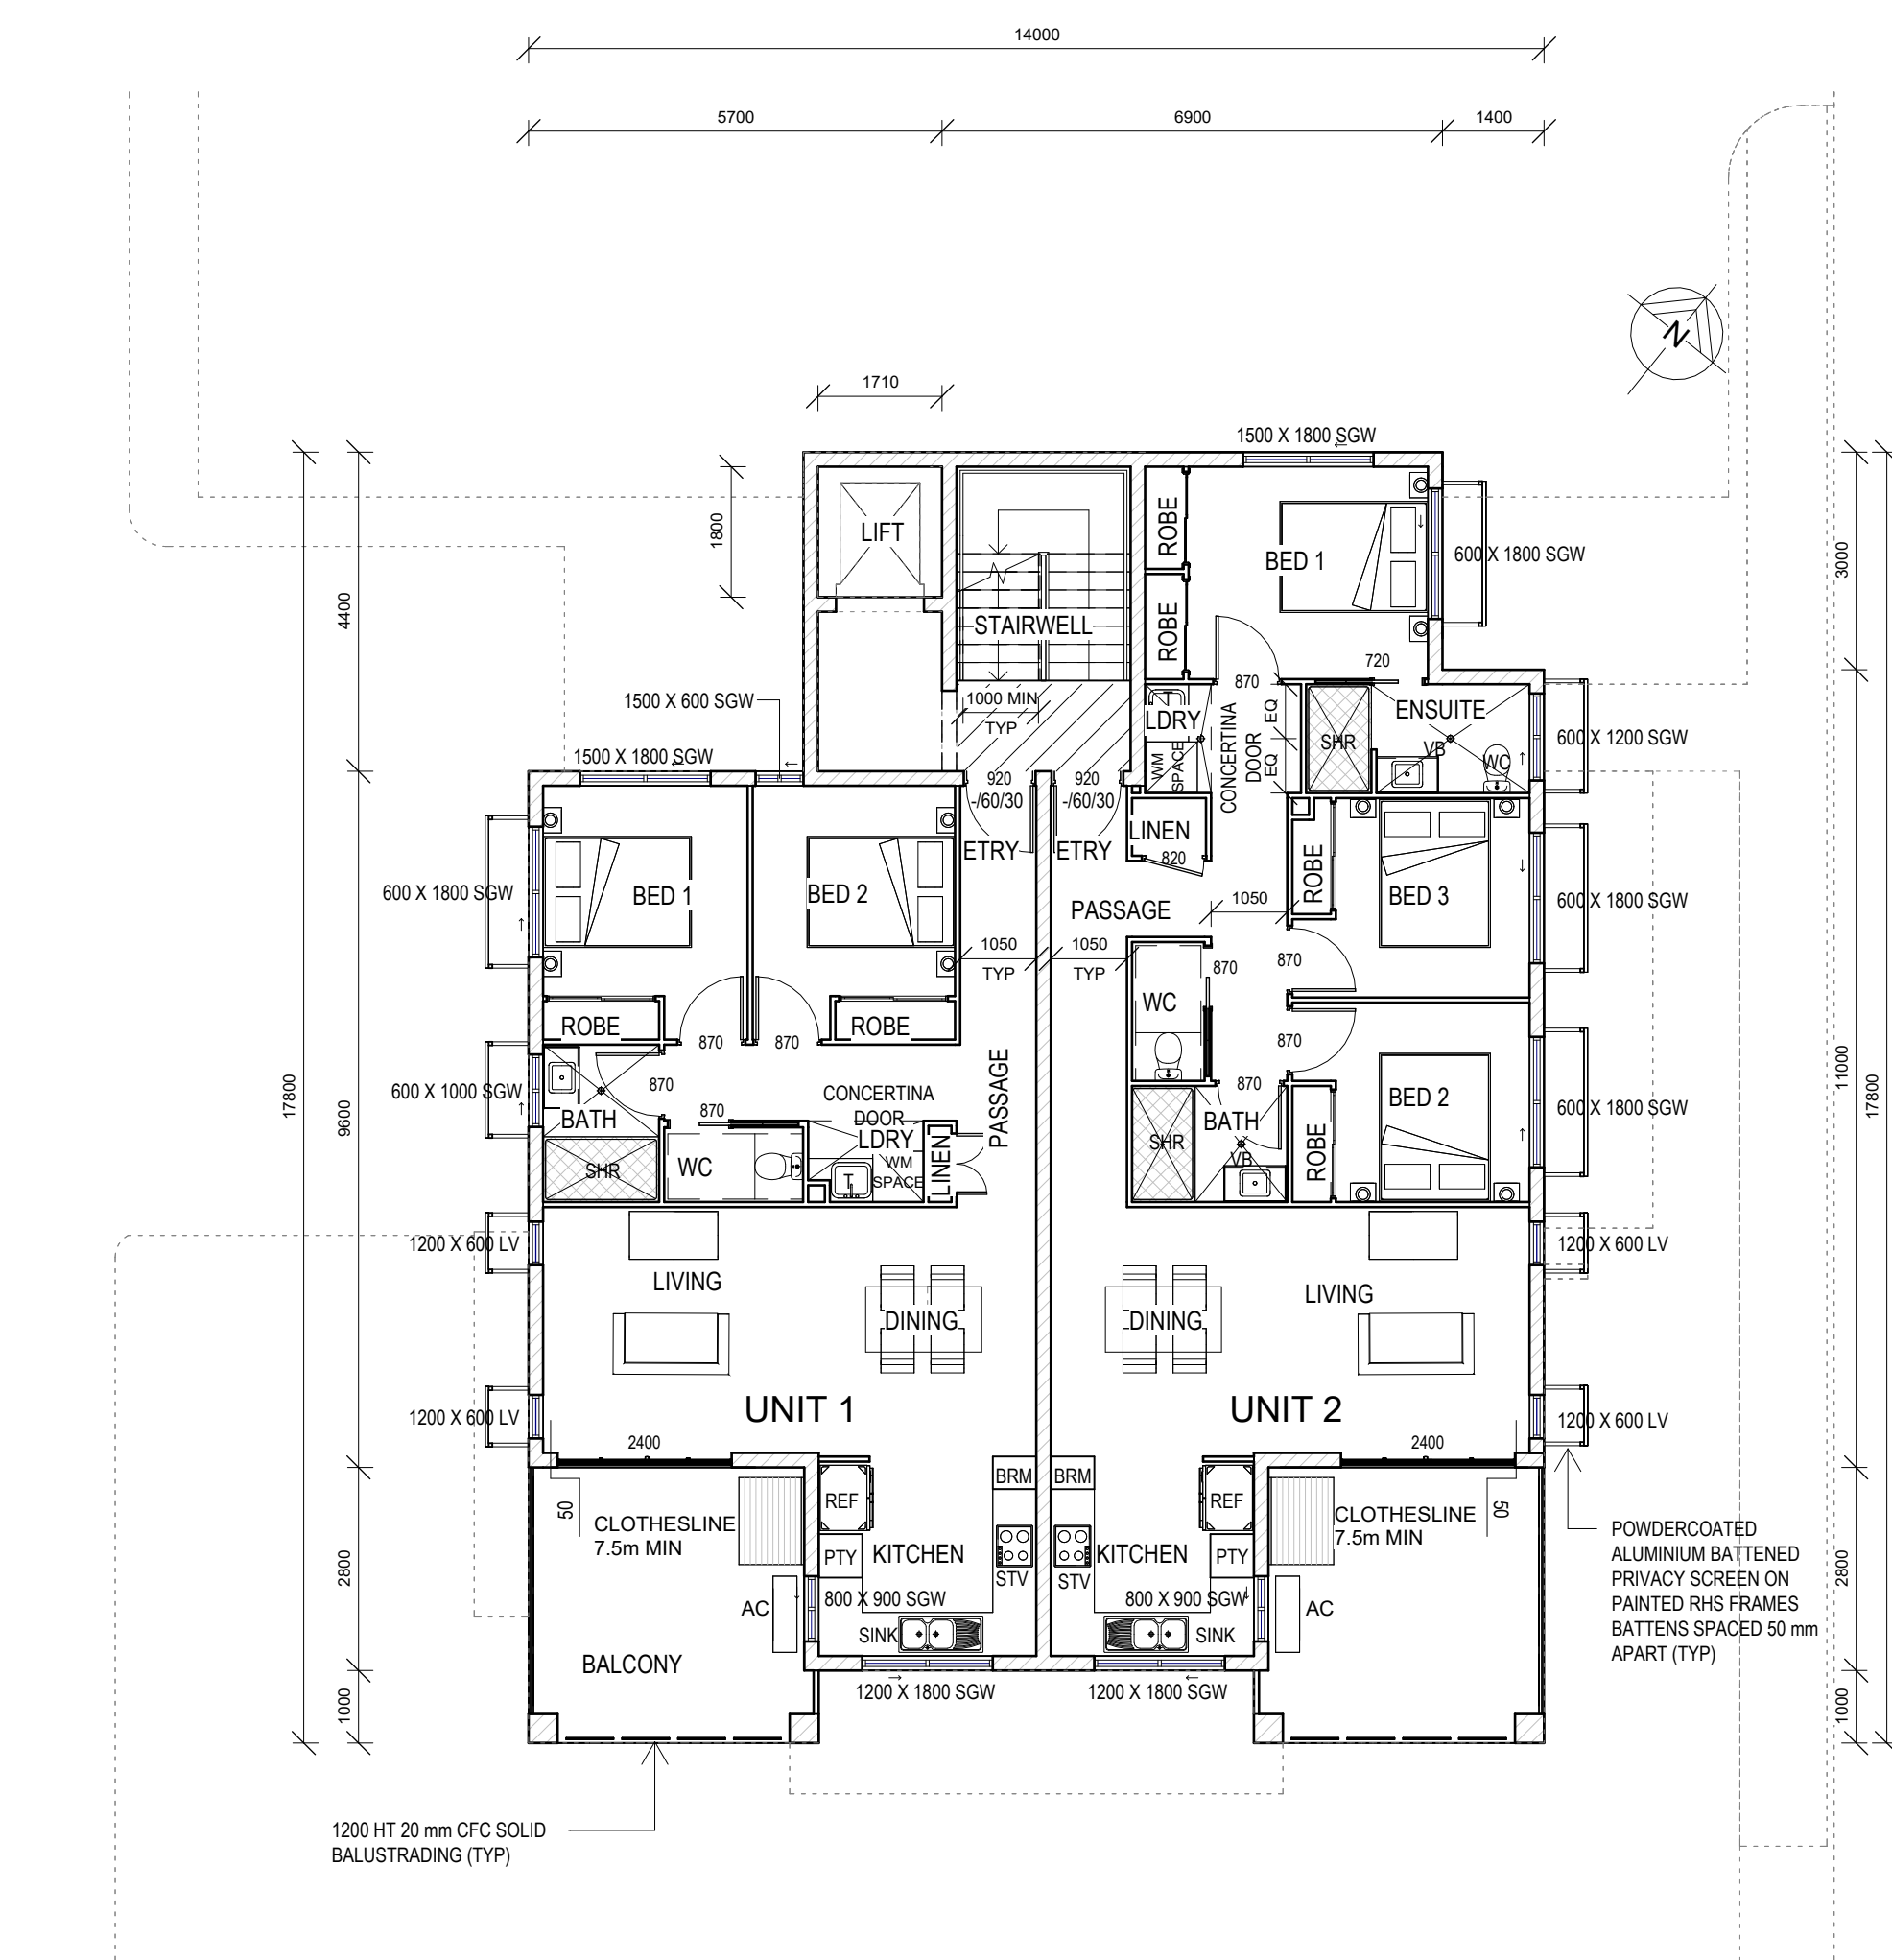 14000
5700
6900
1400
N
1710
1500 X 1800 SGW
1800
LIFT
ROBE
BED 1
600 X 1800 SGW
3000
4400
STAIRWELL
ROBE
720
870
1500 X 600 SGW
1000 MIN
TYP
LDRY
WM
SPACE
CONCERTINA
DOOR
EQ
EQ
SHR
ENSUITE
VB
WC
600 X 1200 SGW
1500 X 1800 SGW
920
-/60/30
920
-/60/30
ETRY
ETRY
LINEN
820
600 X 1800 SGW
BED 1
BED 2
ROBE
BED 3
600 X 1800 SGW
PASSAGE
1050
1050
TYP
1050
TYP
870
870
WC
ROBE
ROBE
870
870
870
17800
9600
600 X 1000 SGW
870
BATH
870
CONCERTINA
DOOR
LDRY
WM
SPACE
T
LINEN
PASSAGE
SHR
WC
870
SHR
BATH
VB
ROBE
BED 2
600 X 1800 SGW
11000
17800
1200 X 600 LV
LIVING
DINING
DINING
LIVING
1200 X 600 LV
1200 X 600 LV
UNIT 1
UNIT 2
1200 X 600 LV
2400
2400
50
CLOTHESLINE
7.5m MIN
REF
BRM
BRM
REF
CLOTHESLINE
7.5m MIN
50
PTY
KITCHEN
STV
STV
KITCHEN
PTY
2800
2800
AC
800 X 900 SGW
800 X 900 SGW
AC
SINK
SINK
BALCONY
1200 X 1800 SGW
1200 X 1800 SGW
1000
1000
POWDERCOATED
ALUMINIUM BATTENED
PRIVACY SCREEN ON
PAINTED RHS FRAMES
BATTENS SPACED 50 mm
APART (TYP)
1200 HT 20 mm CFC SOLID
BALUSTRADING (TYP)